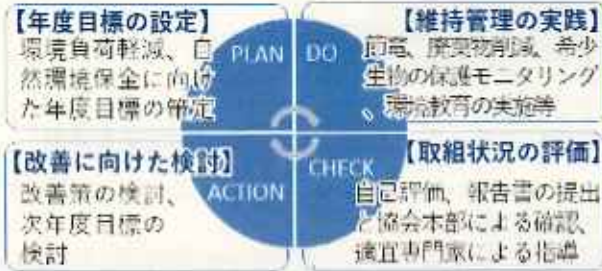 【年度目標の設定】
環境負荷軽減、自
然環境保全に向け
た年度目標の策定
PLAN
DO
【維持管理の実践】
節電、廃棄物削減、希少
生物の保護モニタリング
、環境教育の実施等
【改善に向けた検討】
改善策の検討、
次年度目標の
検討
ACTION
CHECK
【取組状況の評価】
自己評価、報告書の提出
と協会本部による確認、
適宜専門家による指導